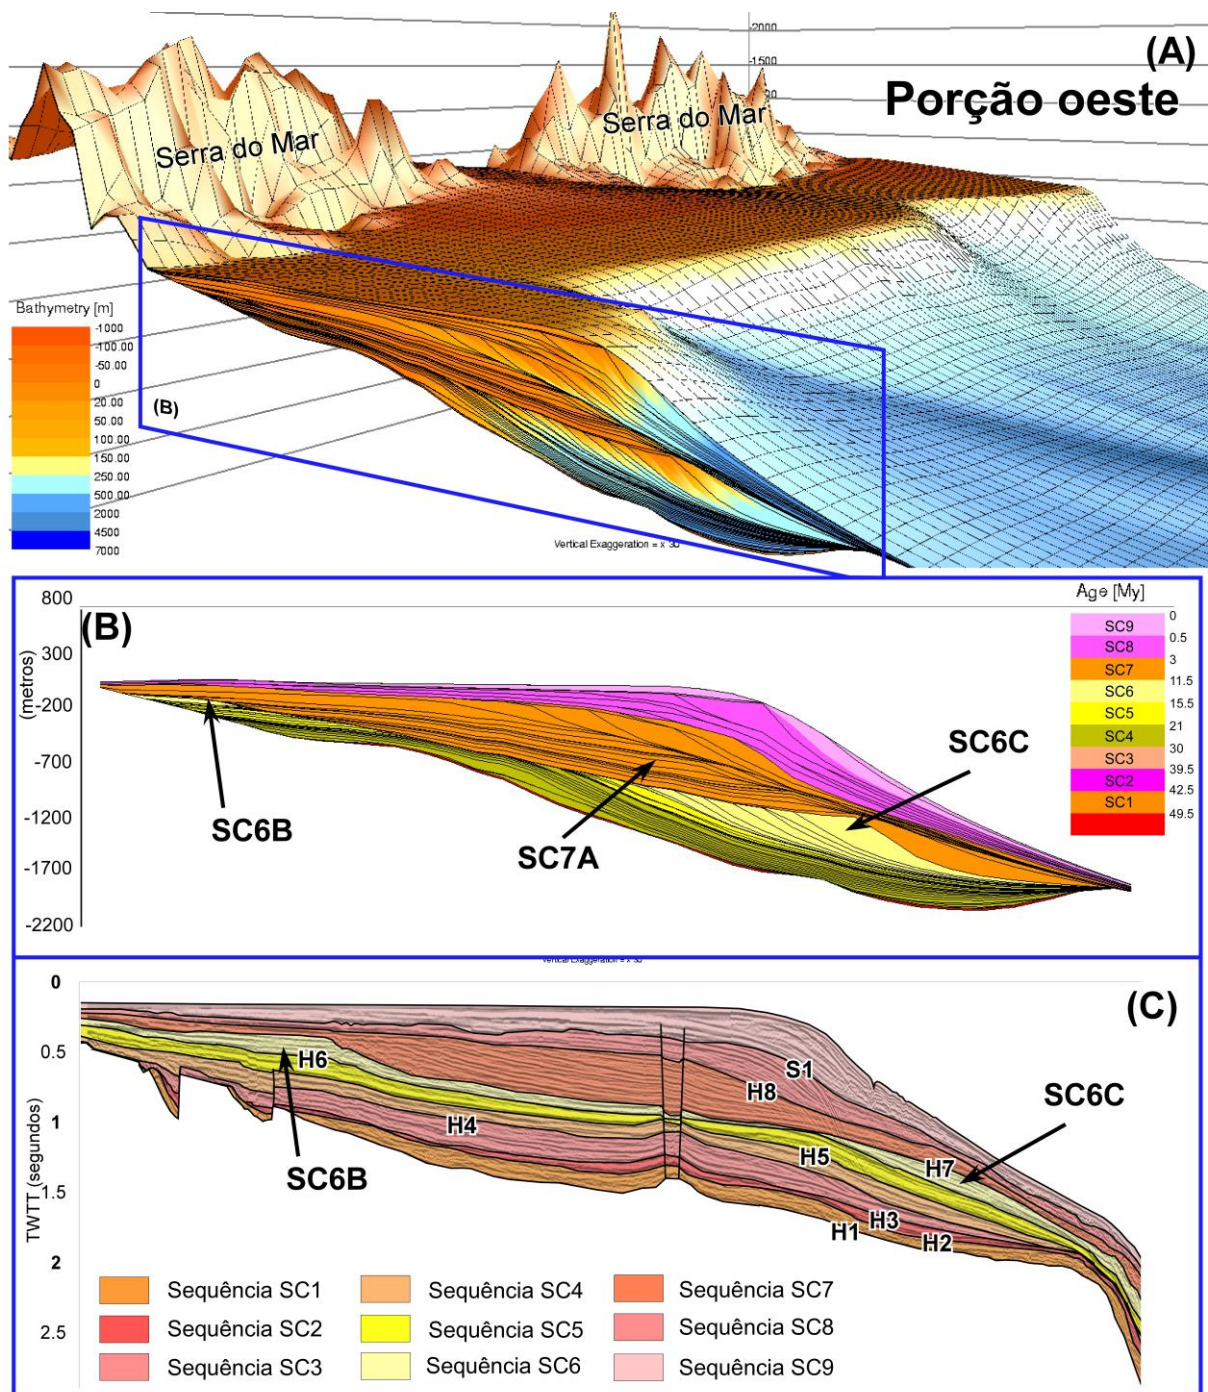 -2000
-1500
(A)
Porção oeste
Serra do Mar
Serra do Mar
Bathymetry [m]
-1000
-100.00
-50.00
0
20.00
50.00
100.00
150.00
250.00
500.00
2000
4500
7000
(B)
Vertical Exaggeration = x 30
(B)
(metros)
800
300
-200
-700
-1200
-1700
-2200
SC6B
SC7A
SC6C
Age [My]
0
SC9
0.5
SC8
3
SC7
11.5
SC6
15.5
SC5
21
SC4
30
SC3
39.5
SC2
42.5
SC1
49.5
Vertical Exaggeration = x 30
(C)
TWTT (segundos)
0
0.5
1
1.5
2
2.5
H6
SC6B
H4
S1
H8
H5
H7
SC6C
H3
H1
H2
Sequência SC1
Sequência SC4
Sequência SC7
Sequência SC2
Sequência SC5
Sequência SC8
Sequência SC3
Sequência SC6
Sequência SC9